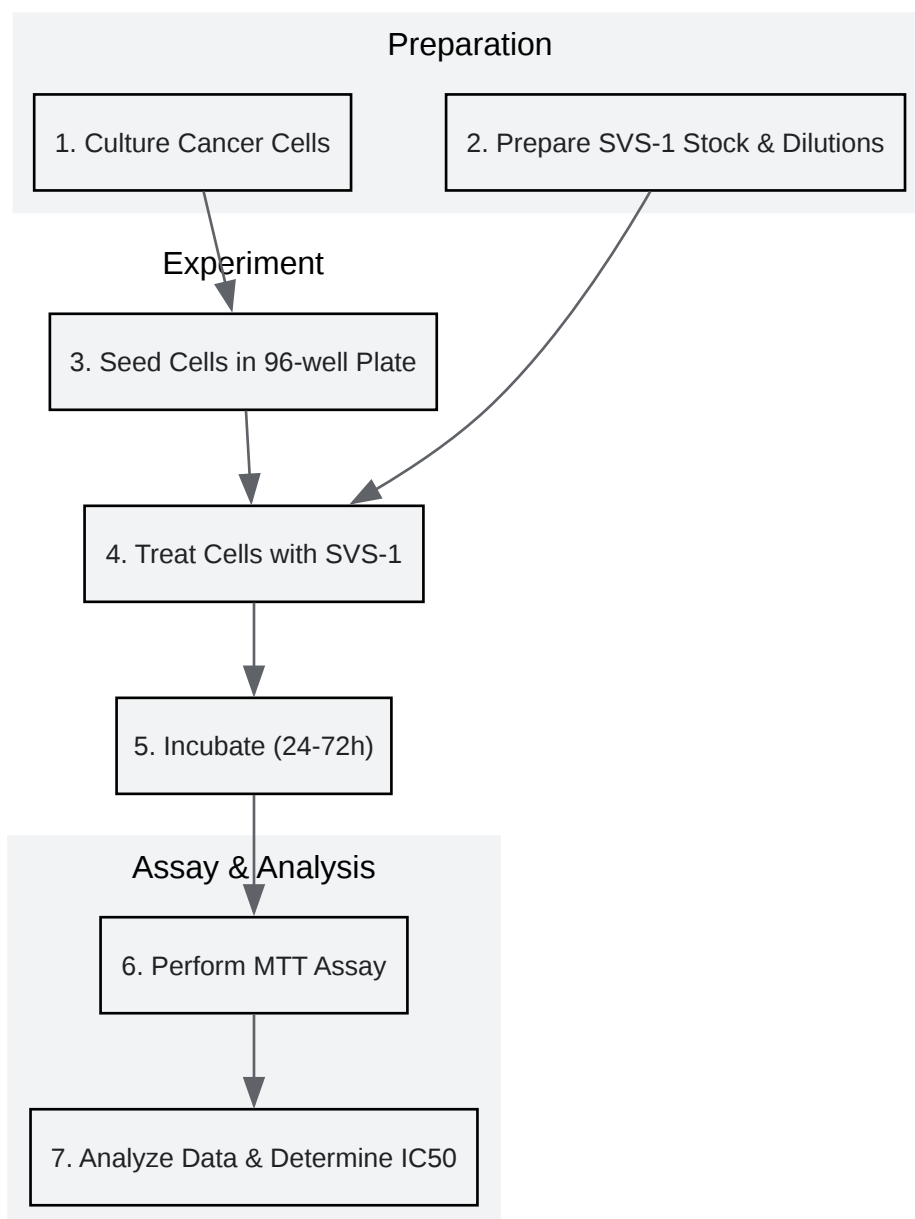 Preparation
1. Culture Cancer Cells
2. Prepare SVS-1 Stock & Dilutions
Experiment
3. Seed Cells in 96-well Plate
4. Treat Cells with SVS-1
5. Incubate (24-72h)
Assay & Analysis
6. Perform MTT Assay
7. Analyze Data & Determine IC50